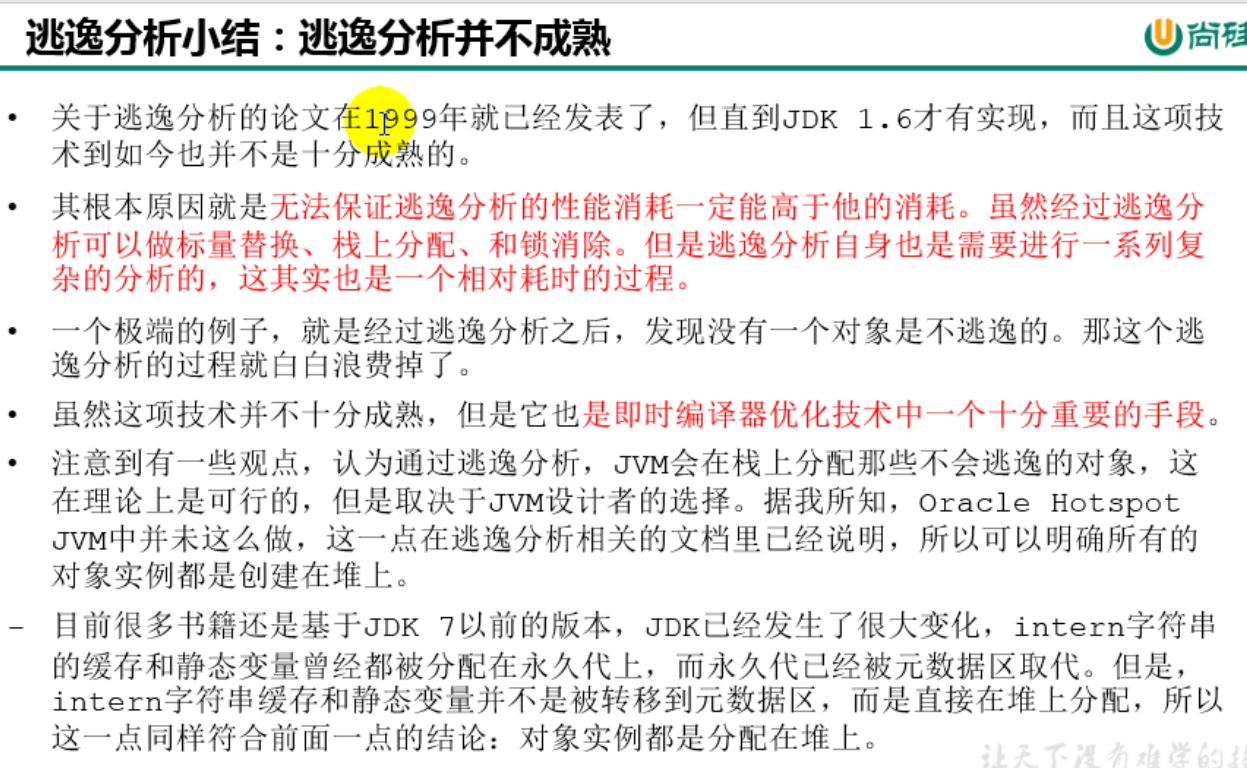 逃逸分析小结：逃逸分析并不成熟
尚硅
• 关于逃逸分析的论文在1999年就已经发表了，但直到JDK 1.6才有实现，而且这项技
术到如今也并不是十分成熟的。
• 其根本原因就是无法保证逃逸分析的性能消耗一定能高于他的消耗。虽然经过逃逸分
析可以做标量替换、栈上分配、和锁消除。但是逃逸分析自身也是需要进行一系列复
杂的分析的，这其实也是一个相对耗时的过程。
• 一个极端的例子，就是经过逃逸分析之后，发现没有一个对象是不逃逸的。那这个逃
逸分析的过程就白白浪费掉了。
• 虽然这项技术并不十分成熟，但是它也是即时编译器优化技术中一个十分重要的手段。
• 注意到有一些观点，认为通过逃逸分析，JVM会在栈上分配那些不会逃逸的对象，这
在理论上是可行的，但是取决于JVM设计者的选择。据我所知，Oracle Hotspot
JVM中并未这么做，这一点在逃逸分析相关的文档里已经说明，所以可以明确所有的
对象实例都是创建在堆上。
– 目前很多书籍还是基于JDK 7以前的版本，JDK已经发生了很大变化，intern字符串
的缓存和静态变量曾经都被分配在永久代上，而永久代已经被元数据区取代。但是，
intern字符串缓存和静态变量并不是被转移到元数据区，而是直接在堆上分配，所以
这一点同样符合前面一点的结论：对象实例都是分配在堆上。
让天下没有难学的技